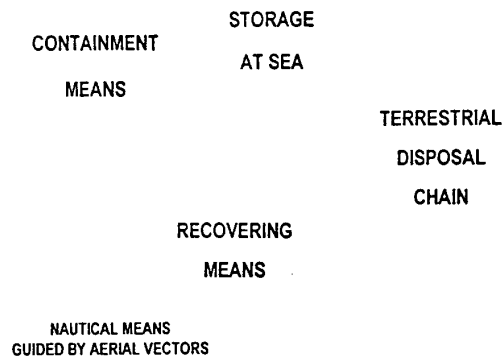 STORAGE
AT SEA
CONTAINMENT
MEANS
TERRESTRIAL
DISPOSAL
CHAIN
RECOVERING
MEANS
NAUTICAL MEANS
GUIDED BY AERIAL VECTORS